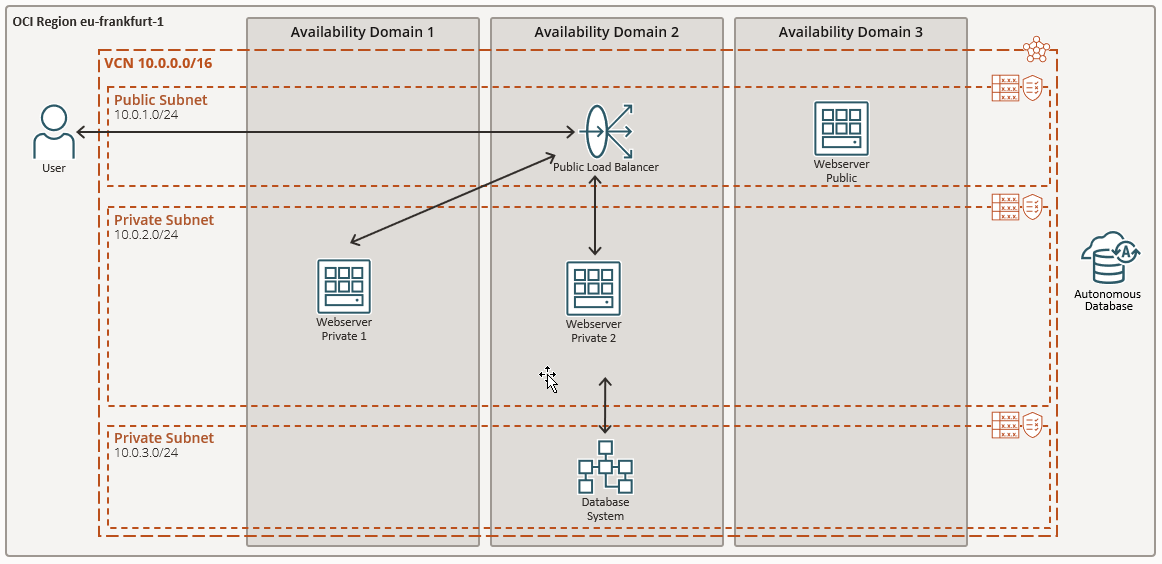 OCI Region eu-frankfurt-1
Availability Domain 1
Availability Domain 2
Availability Domain 3
VCN 10.0.0.0/16
Public Subnet
10.0.1.0/24
User
Public Load Balancer
Webserver
Public
Private Subnet
10.0.2.0/24
Webserver
Private 1
Webserver
Private 2
A
Autonomous
Database
Private Subnet
10.0.3.0/24
Database
System